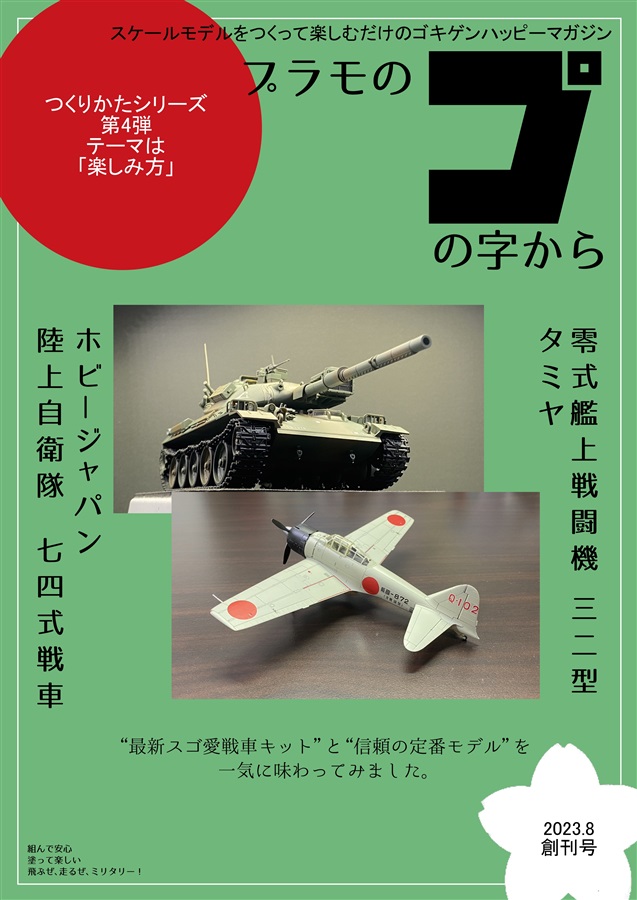 スケールモデルをつくって楽しむだけのゴキゲンハッピーマガジン
プラモの
プ
の字から
つくりかたシリーズ
第4弾
テーマは
「楽しみ方」
零式艦上戦闘機 三二型
タミヤ
ホビージャパン
陸上自衛隊 七四式戦車
Q-102
報國-872
“最新スゴ愛戦車キット”と“信頼の定番モデル”を
一気に味わってみました。
2023.8
創刊号
組んで安心
塗って楽しい
飛ぶぜ、走るぜ、ミリタリー！